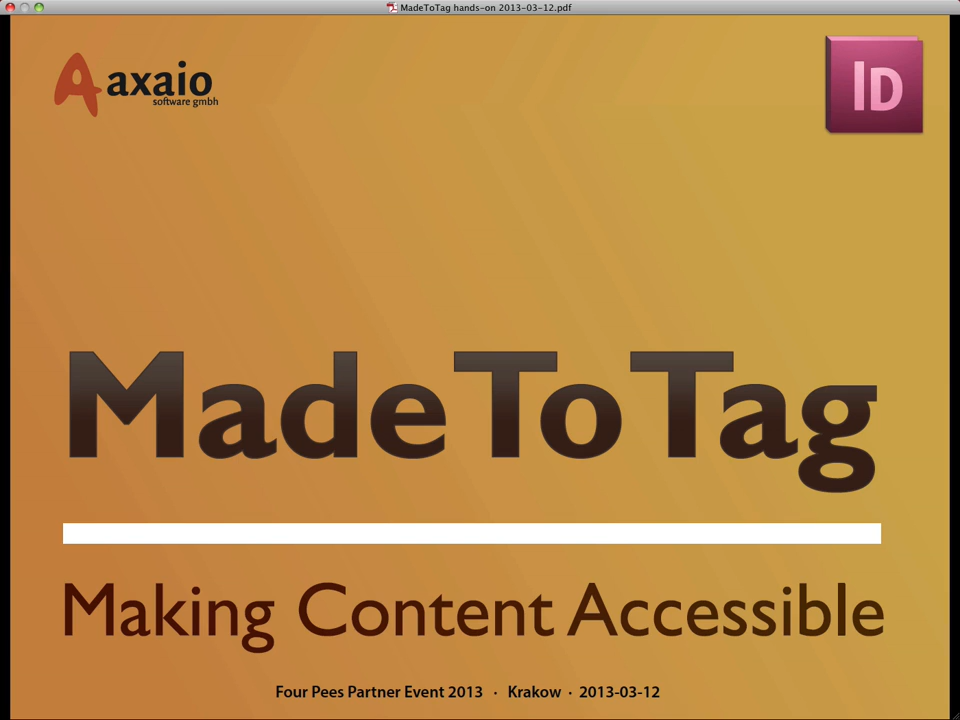 MadeToTag hands-on 2013-03-12.pdf
axaio
software gmbh
ID
MadeToTag
Making Content Accessible
Four Pees Partner Event 2013 · Krakow · 2013-03-12